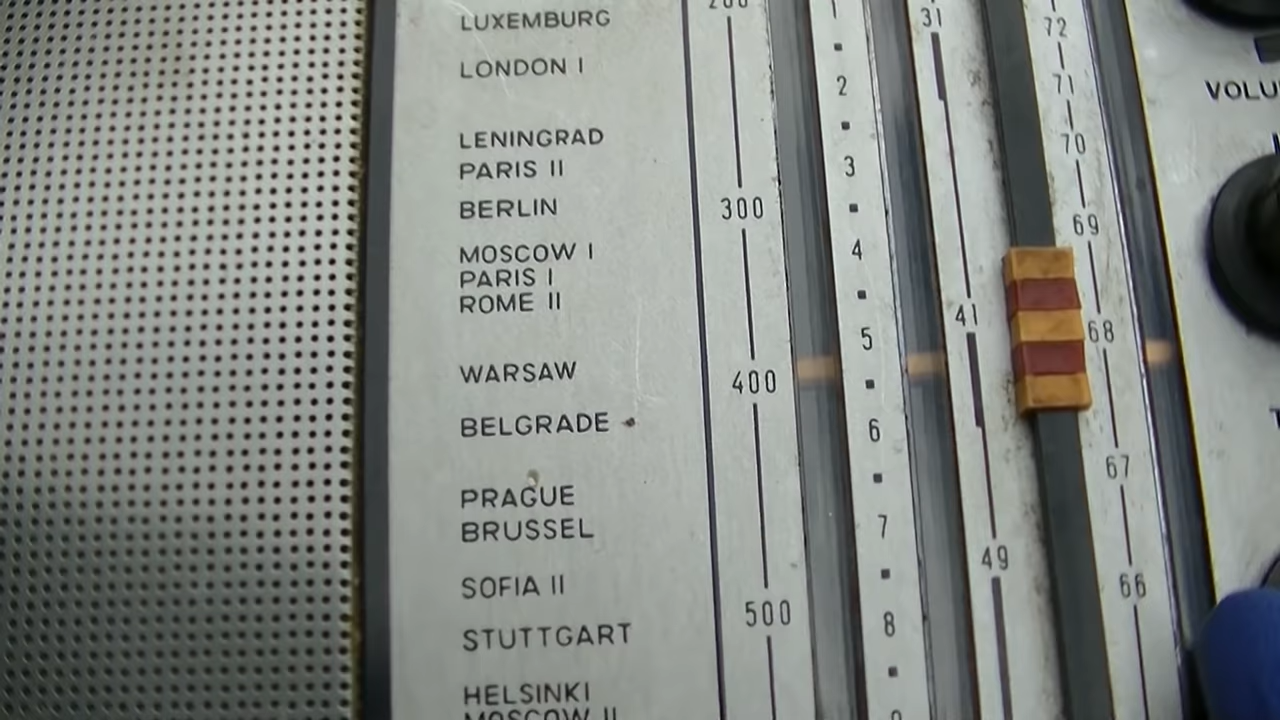 LUXEMBURG
LONDON I
LENINGRAD
PARIS II
BERLIN
MOSCOW I
PARIS I
ROME II
WARSAW
BELGRADE
PRAGUE
BRUSSEL
SOFIA II
STUTTGART
HELSINKI
MOSCOW II
200
300
400
500
1
2
3
4
5
6
7
8
31
41
49
72
71
70
69
68
67
66